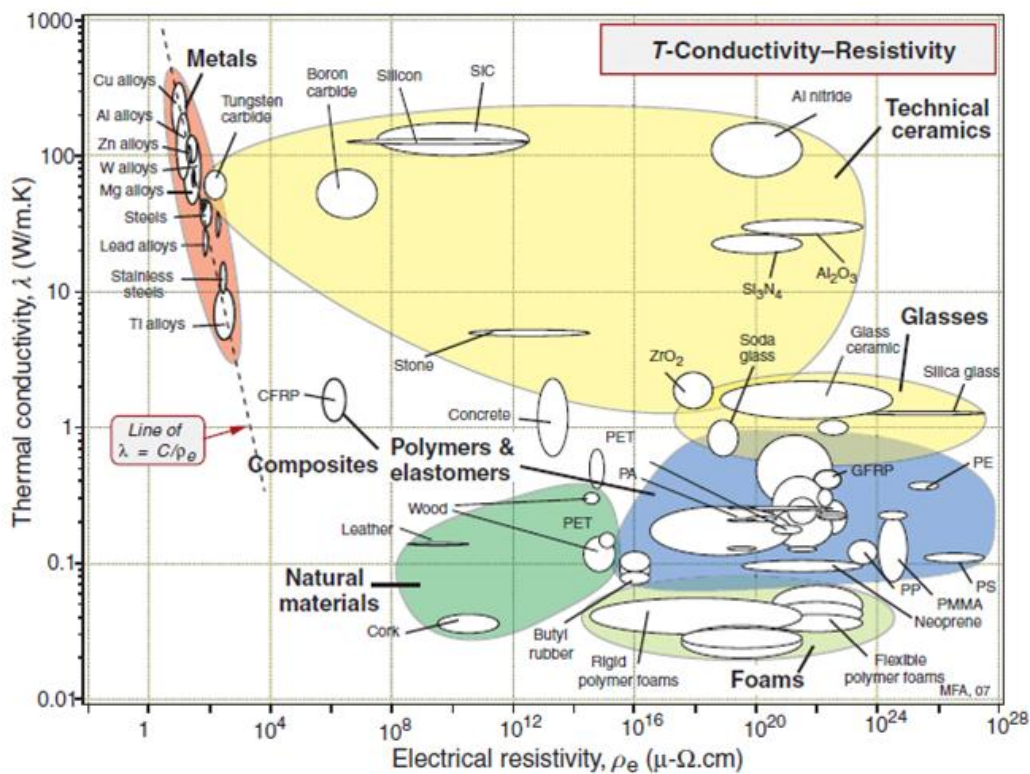 T-Conductivity–Resistivity
1000
100
10
1
0.1
0.01
Thermal conductivity, λ (W/m.K)
Metals
Cu alloys
Al alloys
Zn alloys
W alloys
Mg alloys
Steels
Lead alloys
Stainless
steels
Ti alloys
Tungsten
carbide
Boron
carbide
Silicon
SiC
Al nitride
Technical
ceramics
Al2O3
Si3N4
Glasses
Stone
ZrO2
Soda
glass
Glass
ceramic
Silica glass
CFRP
Concrete
Line of
λ = C/ρe
Composites
Polymers &
elastomers
PET
PA
GFRP
PE
Wood
PET
Leather
Natural
materials
Cork
Butyl
rubber
Rigid
polymer foams
Foams
Flexible
polymer foams
Neoprene
PMMA
PP
PS
MFA, 07
1
10^4
10^8
10^12
10^16
10^20
10^24
10^28
Electrical resistivity, ρe (μ-Ω.cm)